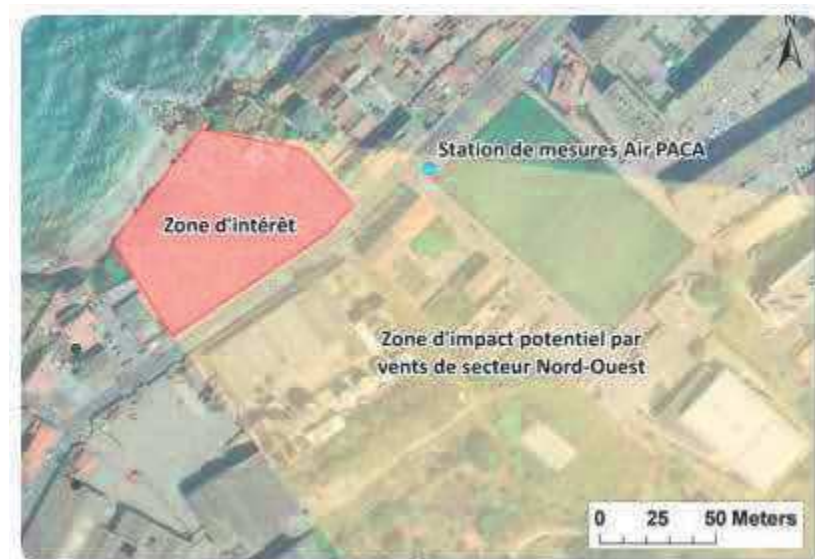 N
Station de mesures Air PACA
Zone d'intérêt
Zone d'impact potentiel par
vents de secteur Nord-Ouest
0 25 50 Meters